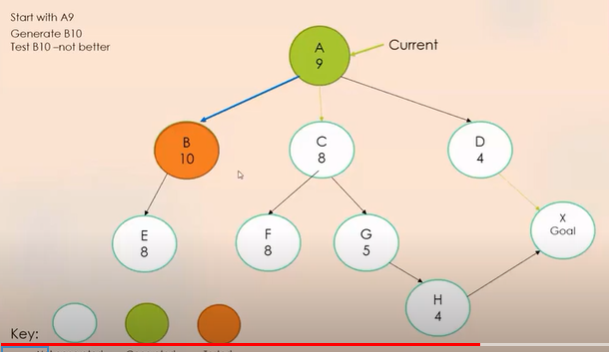 Start with A9
Generate B10
Test B10 –not better
A
9
Current
B
10
C
8
D
4
E
8
F
8
G
5
X
Goal
H
4
Key: